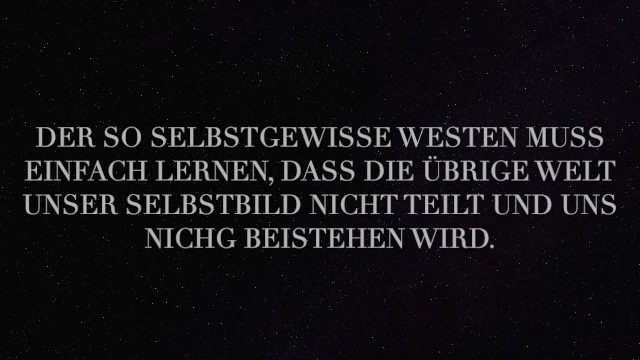 DER SO SELBSTGEWISSE WESTEN MUSS
EINFACH LERNEN, DASS DIE ÜBRIGE WELT
UNSER SELBSTBILD NICHT TEILT UND UNS
NICHG BEISTEHEN WIRD.